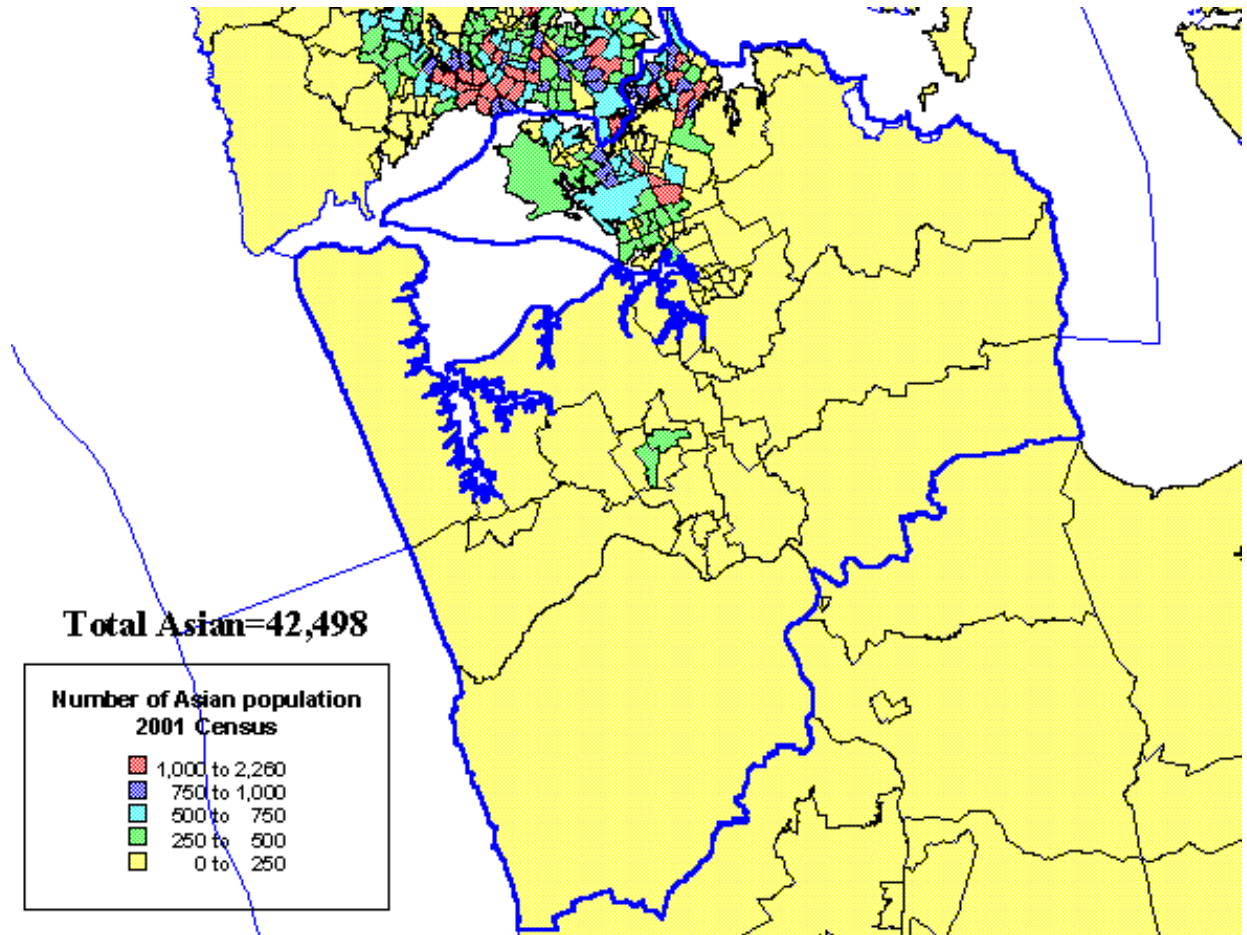 Total Asian=42,498
Number of Asian population
2001 Census
1,000 to 2,260
750 to 1,000
500 to 750
250 to 500
0 to 250